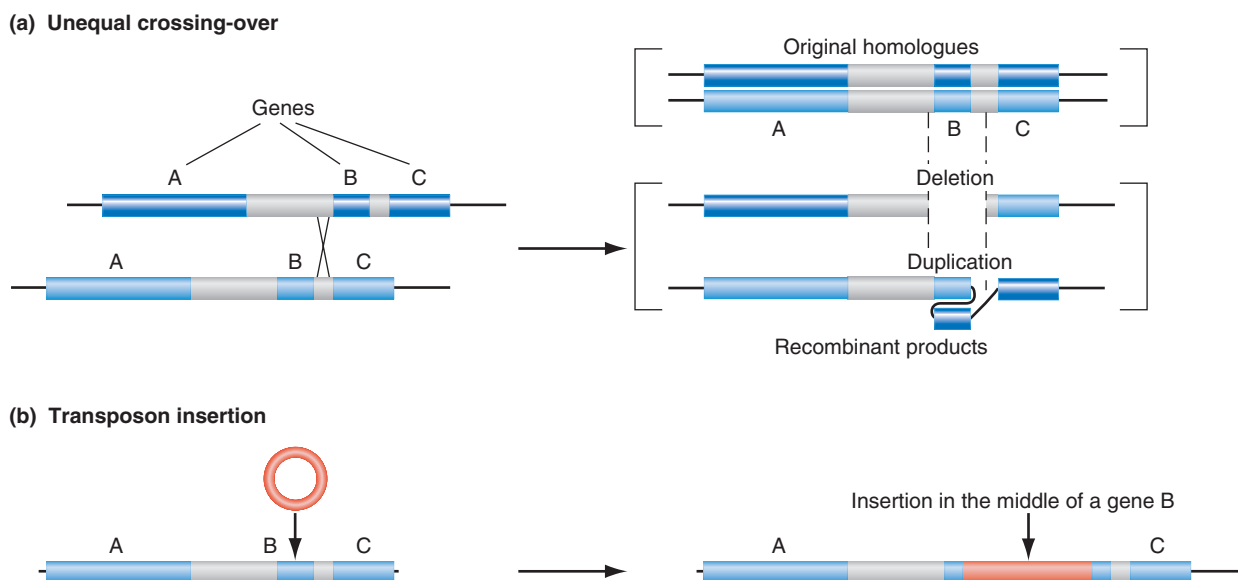 (a) Unequal crossing-over
Original homologues
Genes
A B C
A B C
A B C
Deletion
Duplication
Recombinant products
(b) Transposon insertion
Insertion in the middle of a gene B
A B C
A C